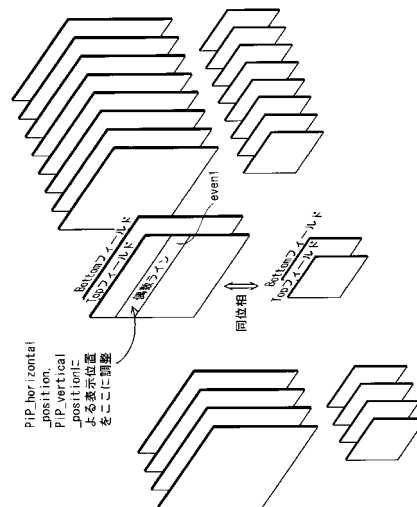 PiP_horizontal
_position,
PiP_vertical
_positionに
よる表示位置
をここに調整
Bottomフィールド
Topフィールド
偶数ライン
event1
同位相
Bottomフィールド
Topフィールド